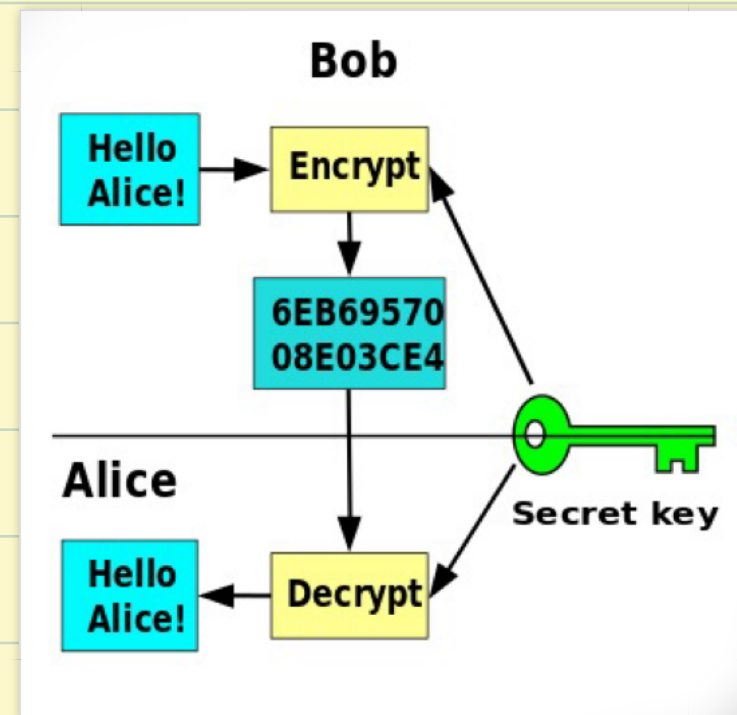 Bob
Hello
Alice!
Encrypt
6EB69570
08E03CE4
Alice
Secret key
Hello
Alice!
Decrypt